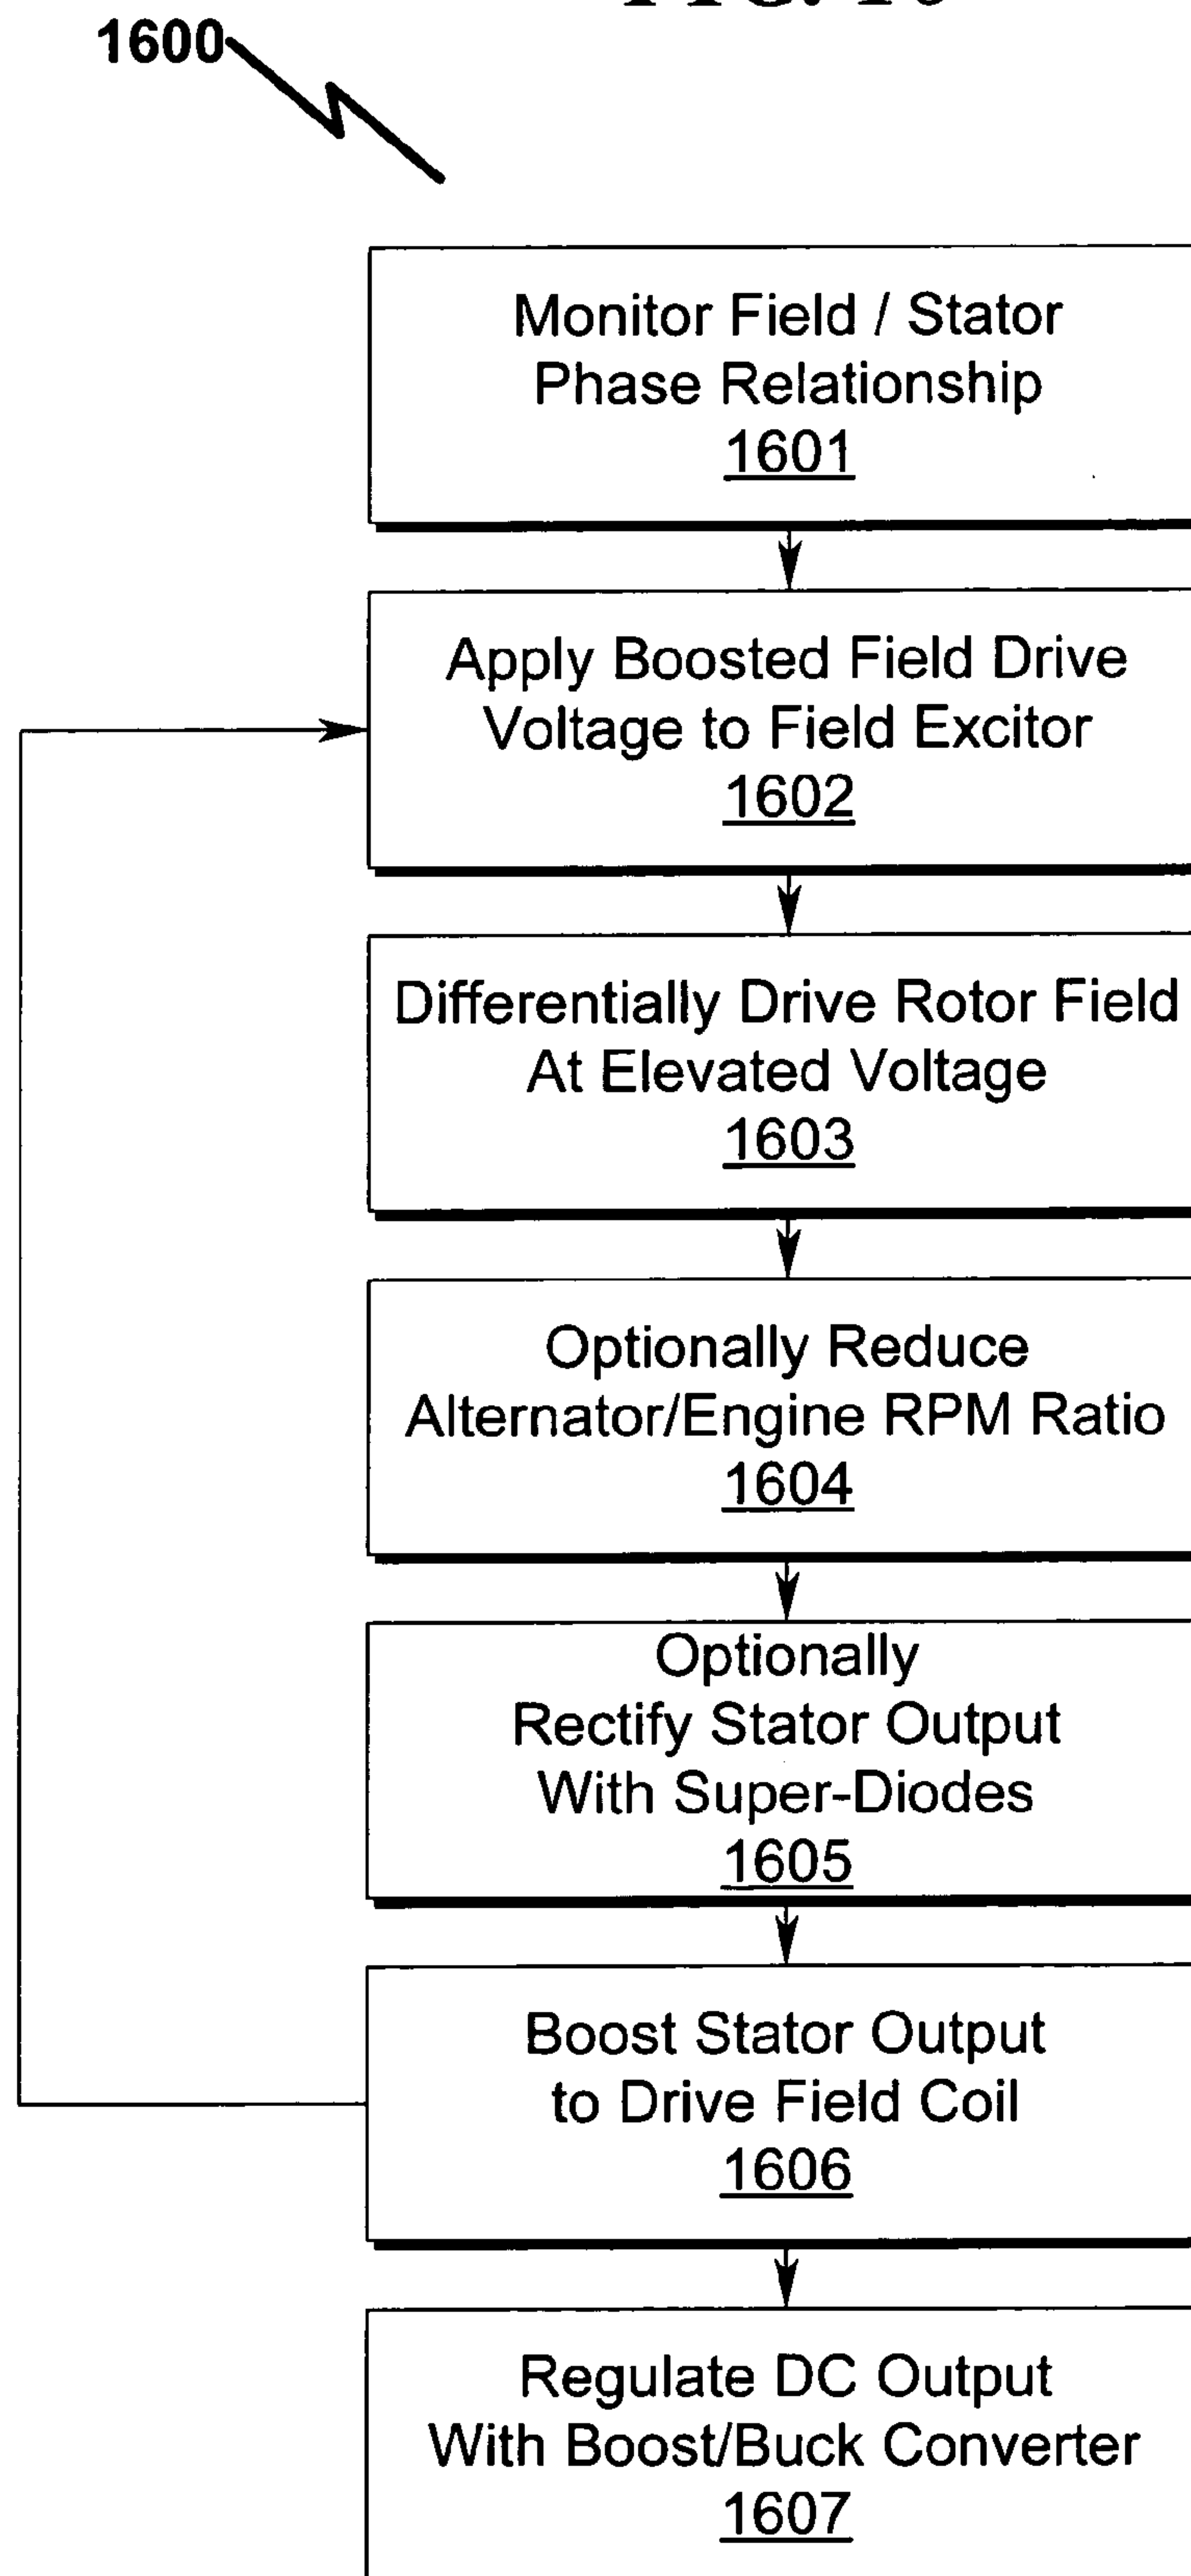 1600
Monitor Field / Stator
Phase Relationship
1601
Apply Boosted Field Drive
Voltage to Field Excitor
1602
Differentially Drive Rotor Field
At Elevated Voltage
1603
Optionally Reduce
Alternator/Engine RPM Ratio
1604
Optionally
Rectify Stator Output
With Super-Diodes
1605
Boost Stator Output
to Drive Field Coil
1606
Regulate DC Output
With Boost/Buck Converter
1607